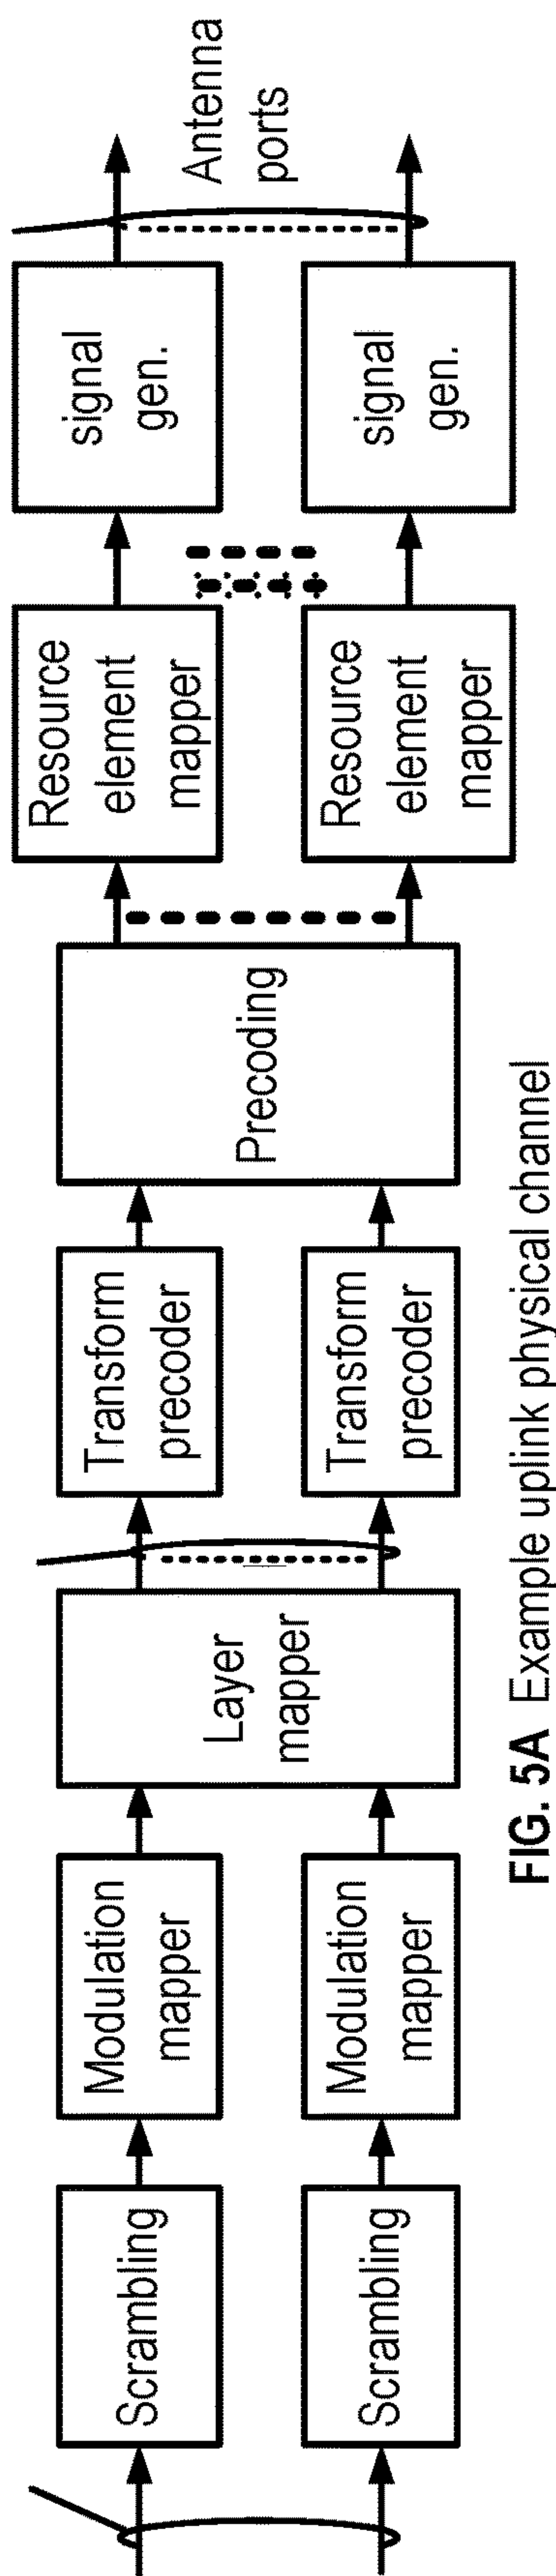 Scrambling
Scrambling
Modulation
mapper
Modulation
mapper
Layer
mapper
Transform
precoder
Transform
precoder
Precoding
Resource
element
mapper
Resource
element
mapper
signal
gen.
signal
gen.
Antenna
ports
FIG. 5A Example uplink physical channel